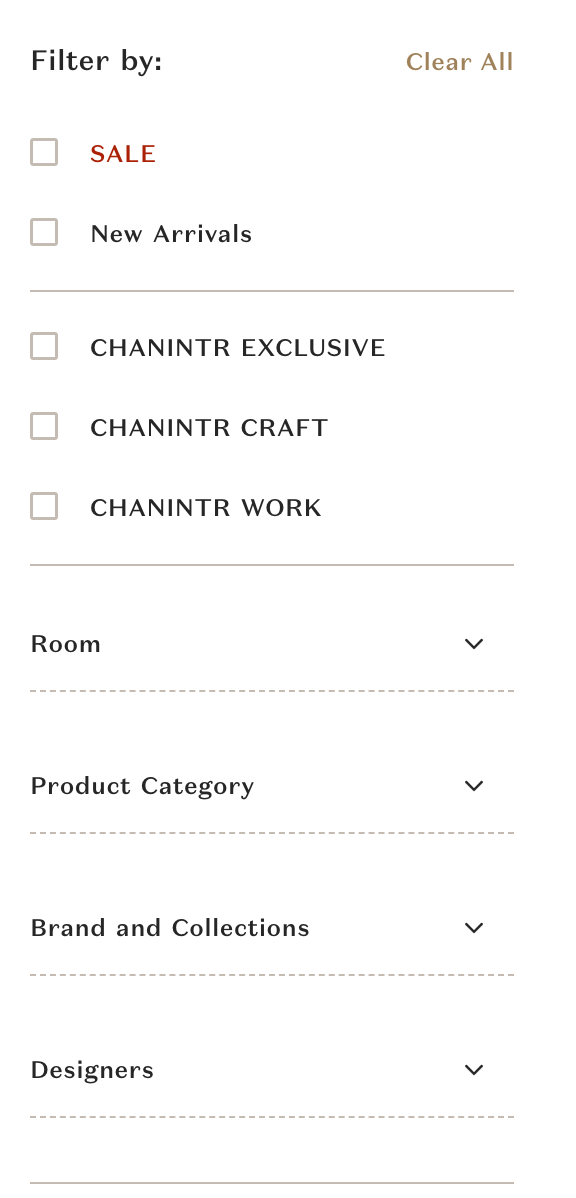 Filter by:
Clear All
SALE
New Arrivals
CHANINTR EXCLUSIVE
CHANINTR CRAFT
CHANINTR WORK
Room
Product Category
Brand and Collections
Designers